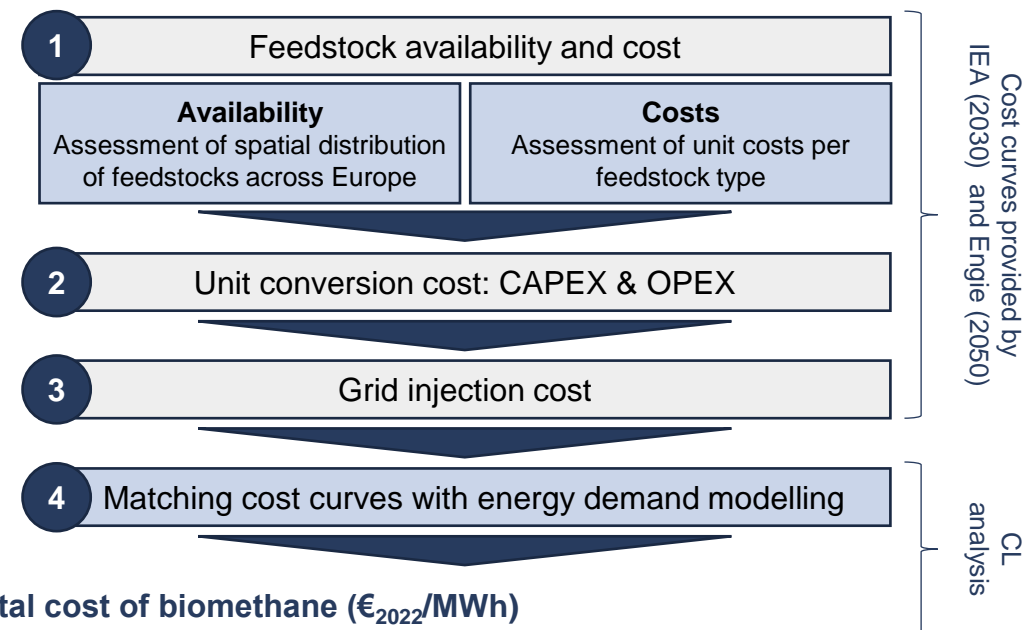 1
Feedstock availability and cost
Availability
Assessment of spatial distribution
of feedstocks across Europe
Costs
Assessment of unit costs per
feedstock type
2
Unit conversion cost: CAPEX & OPEX
3
Grid injection cost
4
Matching cost curves with energy demand modelling
tal cost of biomethane (€2022/MWh)
Cost curves provided by
IEA (2030) and Engie (2050)
CL
analysis